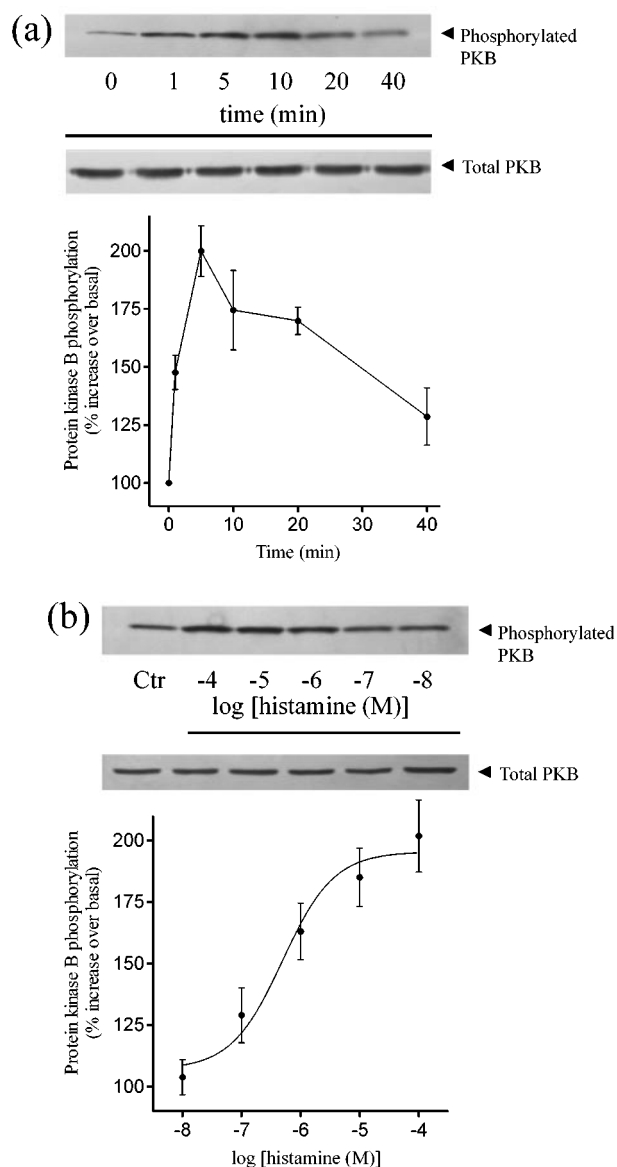 (a)
Phosphorylated
PKB
0 1 5 10 20 40
time (min)
Total PKB
Protein kinase B phosphorylation
(% increase over basal)
200
175
150
125
100
0 10 20 30 40
Time (min)
(b)
Phosphorylated
PKB
Ctr -4 -5 -6 -7 -8
log [histamine (M)]
Total PKB
Protein kinase B phosphorylation
(% increase over basal)
200
175
150
125
100
-8 -7 -6 -5 -4
log [histamine (M)]